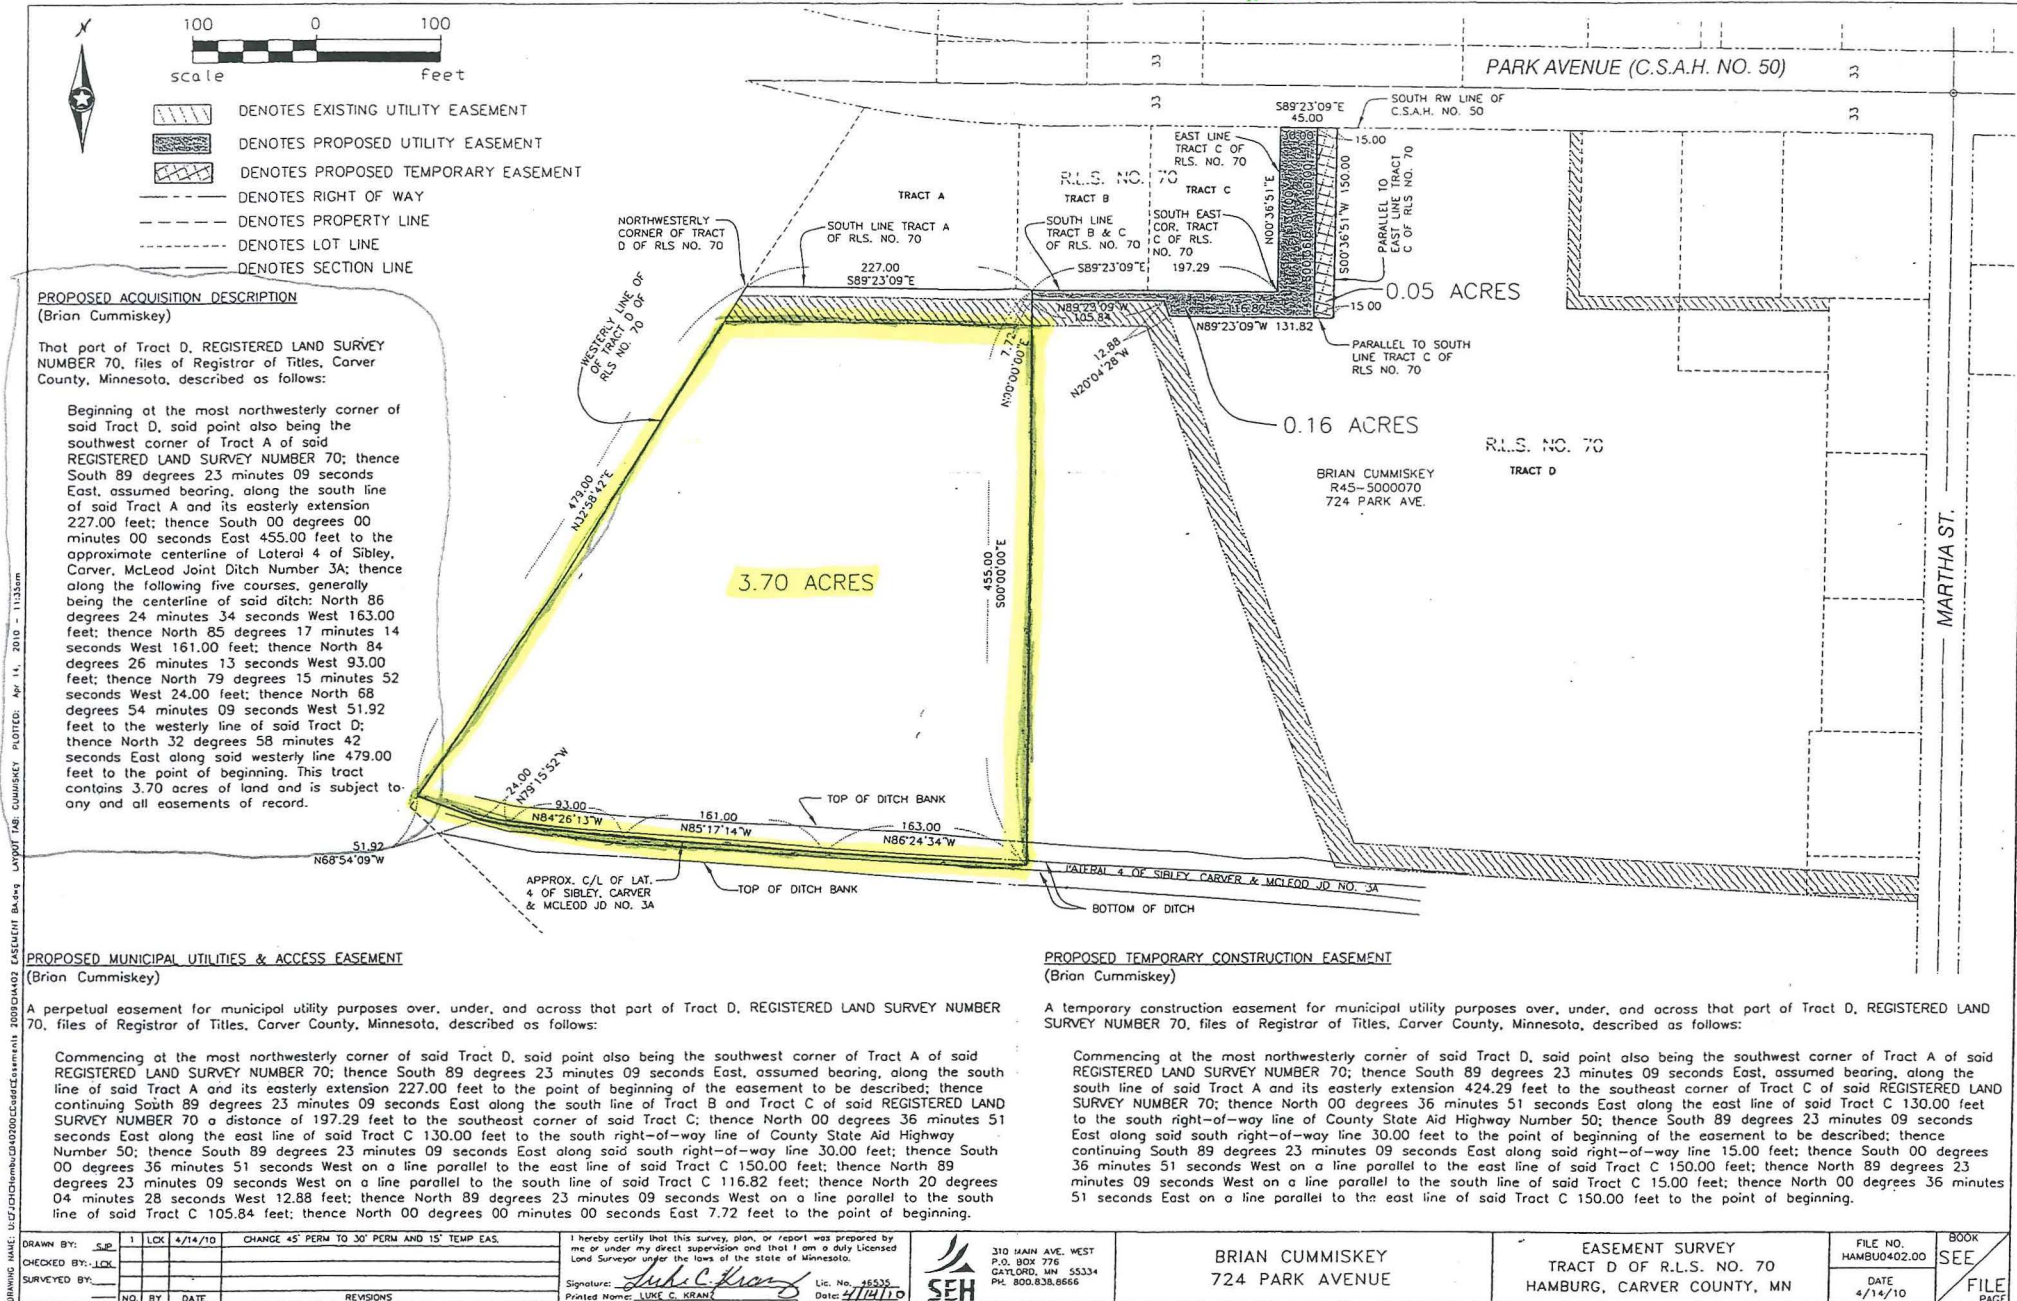 N
100 0 100
scale feet
DENOTES EXISTING UTILITY EASEMENT
DENOTES PROPOSED UTILITY EASEMENT
DENOTES PROPOSED TEMPORARY EASEMENT
DENOTES RIGHT OF WAY
DENOTES PROPERTY LINE
DENOTES LOT LINE
DENOTES SECTION LINE
33
33
33
33
PARK AVENUE (C.S.A.H. NO. 50)
SOUTH RW LINE OF
C.S.A.H. NO. 50
S89°23'09"E
45.00
30.00
15.00
EAST LINE
TRACT C OF
RLS. NO. 70
N00°36'51"E
S00°36'51"W 150.00
PARALLEL TO
EAST LINE TRACT
C OF RLS NO. 70
R.L.S. NO. 70
TRACT A
TRACT B
TRACT C
NORTHWESTERLY
CORNER OF TRACT
D OF RLS NO. 70
SOUTH LINE TRACT A
OF RLS. NO. 70
SOUTH LINE
TRACT B & C
OF RLS. NO. 70
SOUTH EAST
COR. TRACT
C OF RLS.
NO. 70
227.00
S89°23'09"E
S89°23'09"E 197.29
0.05 ACRES
15.00
N89°23'09"W
105.84
116.82
N89°23'09"W 131.82
PARALLEL TO SOUTH
LINE TRACT C OF
RLS NO. 70
WESTERLY LINE OF
OF TRACT D OF
RLS NO. 70
7.72
N00°00'00"E
12.88
N20°04'28"W
0.16 ACRES
R.L.S. NO. 70
TRACT D
BRIAN CUMMISKEY
R45-5000070
724 PARK AVE.
479.00
N32°58'42"E
3.70 ACRES
455.00
S00°00'00"E
MARTHA ST.
24.00
N79°15'52"W
93.00
N84°26'13"W
161.00
N85°17'14"W
163.00
N86°24'34"W
TOP OF DITCH BANK
51.92
N68°54'09"W
APPROX. C/L OF LAT.
4 OF SIBLEY, CARVER
& MCLEOD JD NO. 3A
TOP OF DITCH BANK
LATERAL 4 OF SIBLEY, CARVER & MCLEOD JD NO. 3A
BOTTOM OF DITCH
PROPOSED ACQUISITION DESCRIPTION
(Brian Cummiskey)
That part of Tract D, REGISTERED LAND SURVEY
NUMBER 70, files of Registrar of Titles, Carver
County, Minnesota, described as follows:
Beginning at the most northwesterly corner of
said Tract D, said point also being the
southwest corner of Tract A of said
REGISTERED LAND SURVEY NUMBER 70; thence
South 89 degrees 23 minutes 09 seconds
East, assumed bearing, along the south line
of said Tract A and its easterly extension
227.00 feet; thence South 00 degrees 00
minutes 00 seconds East 455.00 feet to the
approximate centerline of Lateral 4 of Sibley,
Carver, McLeod Joint Ditch Number 3A; thence
along the following five courses, generally
being the centerline of said ditch: North 86
degrees 24 minutes 34 seconds West 163.00
feet; thence North 85 degrees 17 minutes 14
seconds West 161.00 feet; thence North 84
degrees 26 minutes 13 seconds West 93.00
feet; thence North 79 degrees 15 minutes 52
seconds West 24.00 feet; thence North 68
degrees 54 minutes 09 seconds West 51.92
feet to the westerly line of said Tract D;
thence North 32 degrees 58 minutes 42
seconds East along said westerly line 479.00
feet to the point of beginning. This tract
contains 3.70 acres of land and is subject to
any and all easements of record.
PROPOSED MUNICIPAL UTILITIES & ACCESS EASEMENT
(Brian Cummiskey)
A perpetual easement for municipal utility purposes over, under, and across that part of Tract D, REGISTERED LAND SURVEY NUMBER
70, files of Registrar of Titles, Carver County, Minnesota, described as follows:
Commencing at the most northwesterly corner of said Tract D, said point also being the southwest corner of Tract A of said
REGISTERED LAND SURVEY NUMBER 70; thence South 89 degrees 23 minutes 09 seconds East, assumed bearing, along the south
line of said Tract A and its easterly extension 227.00 feet to the point of beginning of the easement to be described; thence
continuing South 89 degrees 23 minutes 09 seconds East along the south line of Tract B and Tract C of said REGISTERED LAND
SURVEY NUMBER 70 a distance of 197.29 feet to the southeast corner of said Tract C; thence North 00 degrees 36 minutes 51
seconds East along the east line of said Tract C 130.00 feet to the south right-of-way line of County State Aid Highway
Number 50; thence South 89 degrees 23 minutes 09 seconds East along said south right-of-way line 30.00 feet; thence South
00 degrees 36 minutes 51 seconds West on a line parallel to the east line of said Tract C 150.00 feet; thence North 89
degrees 23 minutes 09 seconds West on a line parallel to the south line of said Tract C 116.82 feet; thence North 20 degrees
04 minutes 28 seconds West 12.88 feet; thence North 89 degrees 23 minutes 09 seconds West on a line parallel to the south
line of said Tract C 105.84 feet; thence North 00 degrees 00 minutes 00 seconds East 7.72 feet to the point of beginning.
PROPOSED TEMPORARY CONSTRUCTION EASEMENT
(Brian Cummiskey)
A temporary construction easement for municipal utility purposes over, under, and across that part of Tract D, REGISTERED LAND
SURVEY NUMBER 70, files of Registrar of Titles, Carver County, Minnesota, described as follows:
Commencing at the most northwesterly corner of said Tract D, said point also being the southwest corner of Tract A of said
REGISTERED LAND SURVEY NUMBER 70; thence South 89 degrees 23 minutes 09 seconds East, assumed bearing, along the
south line of said Tract A and its easterly extension 424.29 feet to the southeast corner of Tract C of said REGISTERED LAND
SURVEY NUMBER 70; thence North 00 degrees 36 minutes 51 seconds East along the east line of said Tract C 130.00 feet
to the south right-of-way line of County State Aid Highway Number 50; thence South 89 degrees 23 minutes 09 seconds
East along said south right-of-way line 30.00 feet to the point of beginning of the easement to be described; thence
continuing South 89 degrees 23 minutes 09 seconds East along said right-of-way line 15.00 feet; thence South 00 degrees
36 minutes 51 seconds West on a line parallel to the east line of said Tract C 150.00 feet; thence North 89 degrees 23
minutes 09 seconds West on a line parallel to the south line of said Tract C 15.00 feet; thence North 00 degrees 36 minutes
51 seconds East on a line parallel to the east line of said Tract C 150.00 feet to the point of beginning.
LAYOUT TAB: CUMMISKEY PLOTTED: Apr 14, 2010 - 11:35am
DRAWN BY: SJP
CHECKED BY: LCK
SURVEYED BY:
1 LCK 4/14/10 CHANGE 45' PERM TO 30' PERM AND 15' TEMP EAS.
NO. BY DATE REVISIONS
I hereby certify that this survey, plan, or report was prepared by
me or under my direct supervision and that I am a duly Licensed
Land Surveyor under the laws of the state of Minnesota.
Signature: Luke C. Kranz Lic. No. 46535
Printed Name: LUKE C. KRANZ Date: 4/14/10
SEH
310 MAIN AVE. WEST
P.O. BOX 776
GAYLORD, MN 55334
PH. 800.838.8666
BRIAN CUMMISKEY
724 PARK AVENUE
EASEMENT SURVEY
TRACT D OF R.L.S. NO. 70
HAMBURG, CARVER COUNTY, MN
FILE NO.
HAMBU0402.00
DATE
4/14/10
BOOK
SEE
FILE
PAGE